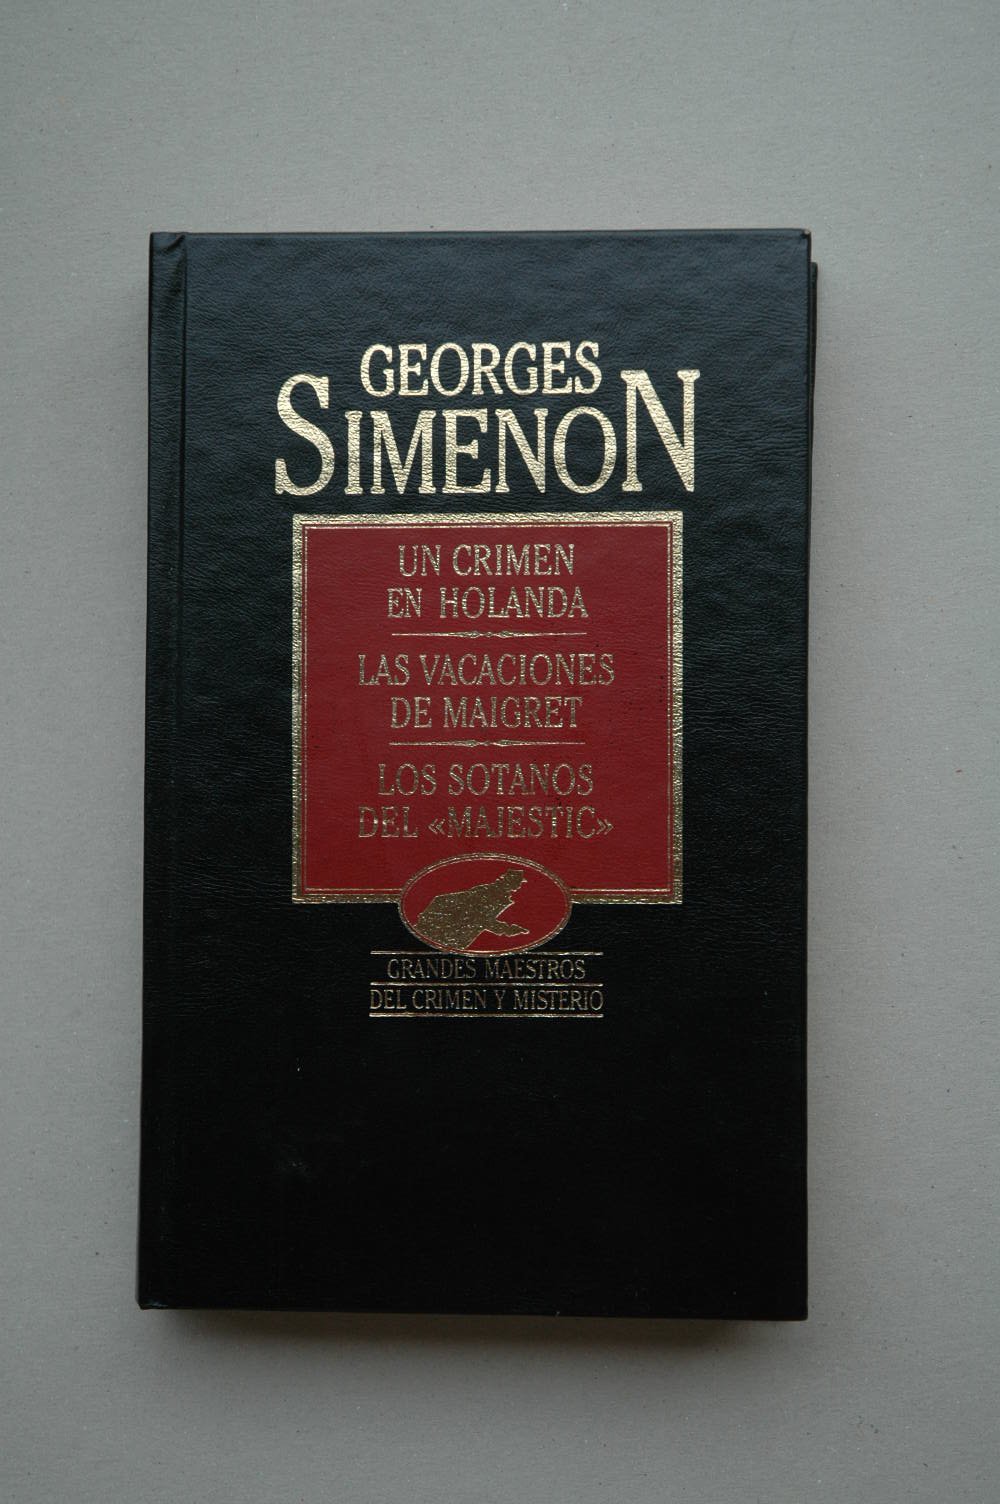 GEORGES
SIMENON
UN CRIMEN
EN HOLANDA
LAS VACACIONES
DE MAIGRET
LOS SOTANOS
DEL «MAJESTIC»
GRANDES MAESTROS
DEL CRIMEN Y MISTERIO